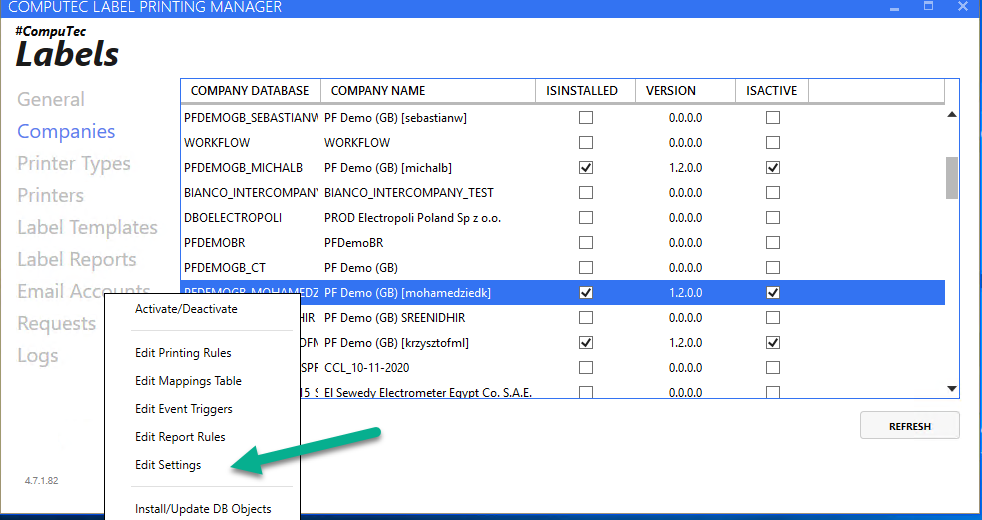 COMPUTEC LABEL PRINTING MANAGER
#CompuTec
Labels
General
Companies
Printer Types
Printers
Label Templates
Label Reports
Email Accounts
Requests
Logs
4.7.1.82
COMPANY DATABASE COMPANY NAME ISINSTALLED VERSION ISACTIVE
PFDEMOGB_SEBASTIANW PF Demo (GB) [sebastianw] 0.0.0.0
WORKFLOW WORKFLOW 0.0.0.0
PFDEMOGB_MICHALB PF Demo (GB) [michalb] 1.2.0.0
BIANCO_INTERCOMPANY BIANCO_INTERCOMPANY_TEST 0.0.0.0
DBOELECTROPOLI PROD Electropoli Poland Sp z o.o. 0.0.0.0
PFDEMOBR PFDemoBR 0.0.0.0
PFDEMOGB_CT PF Demo (GB) 0.0.0.0
PFDEMOGB_MOHAMEDZ PF Demo (GB) [mohamedziedk] 1.2.0.0
HIR PF Demo (GB) SREENIDHIR 0.0.0.0
OFM PF Demo (GB) [krzysztofml] 1.2.0.0
SPF CCL_10-11-2020 0.0.0.0
15_S El Sewedy Electrometer Egypt Co. S.A.E. 0.0.0.0
REFRESH
Activate/Deactivate
Edit Printing Rules
Edit Mappings Table
Edit Event Triggers
Edit Report Rules
Edit Settings
Install/Update DB Objects